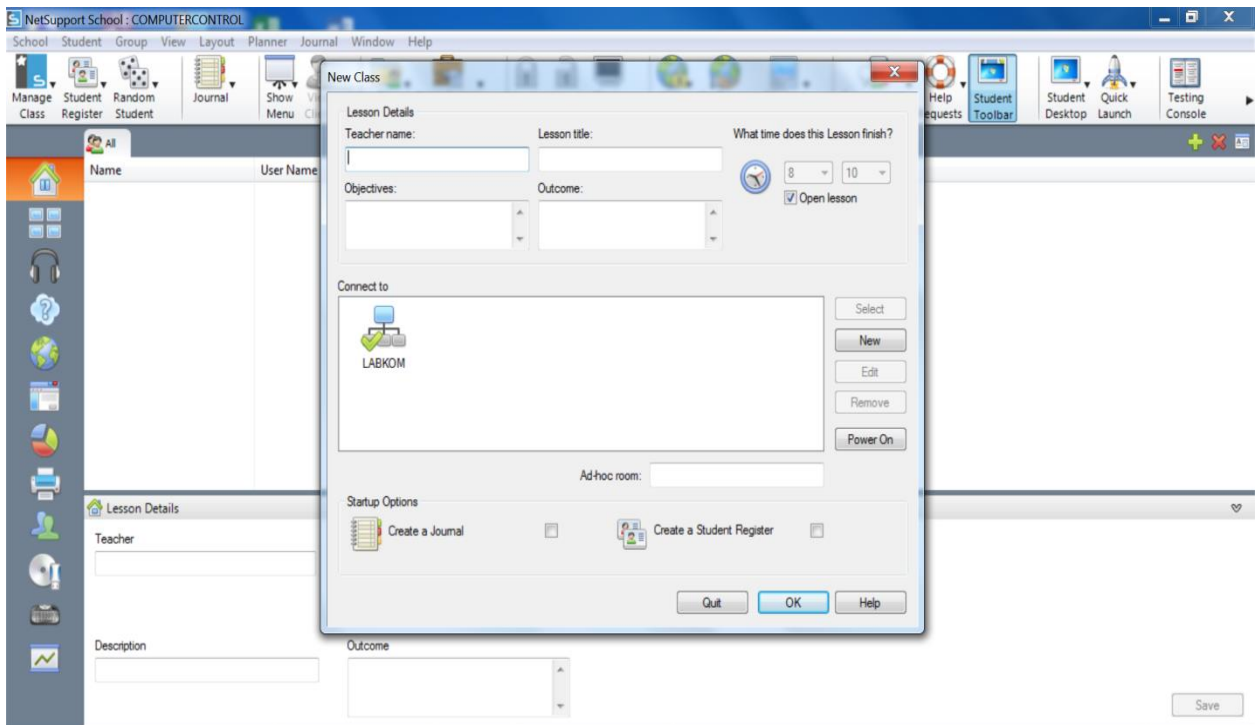 NetSupport School : COMPUTERCONTROL
School Student Group View Layout Planner Journal Window Help
Manage Class
Student Register
Random Student
Journal
Show Menu
Help
equests
Student Toolbar
Student Desktop
Quick Launch
Testing Console
All
Name User Name
New Class
Lesson Details
Teacher name: Lesson title: What time does this Lesson finish?
8 10
Objectives: Outcome: Open lesson
Connect to
LABKOM
Select
New
Edit
Remove
Power On
Ad-hoc room:
Startup Options
Create a Journal Create a Student Register
Quit OK Help
Lesson Details
Teacher
Description Outcome
Save